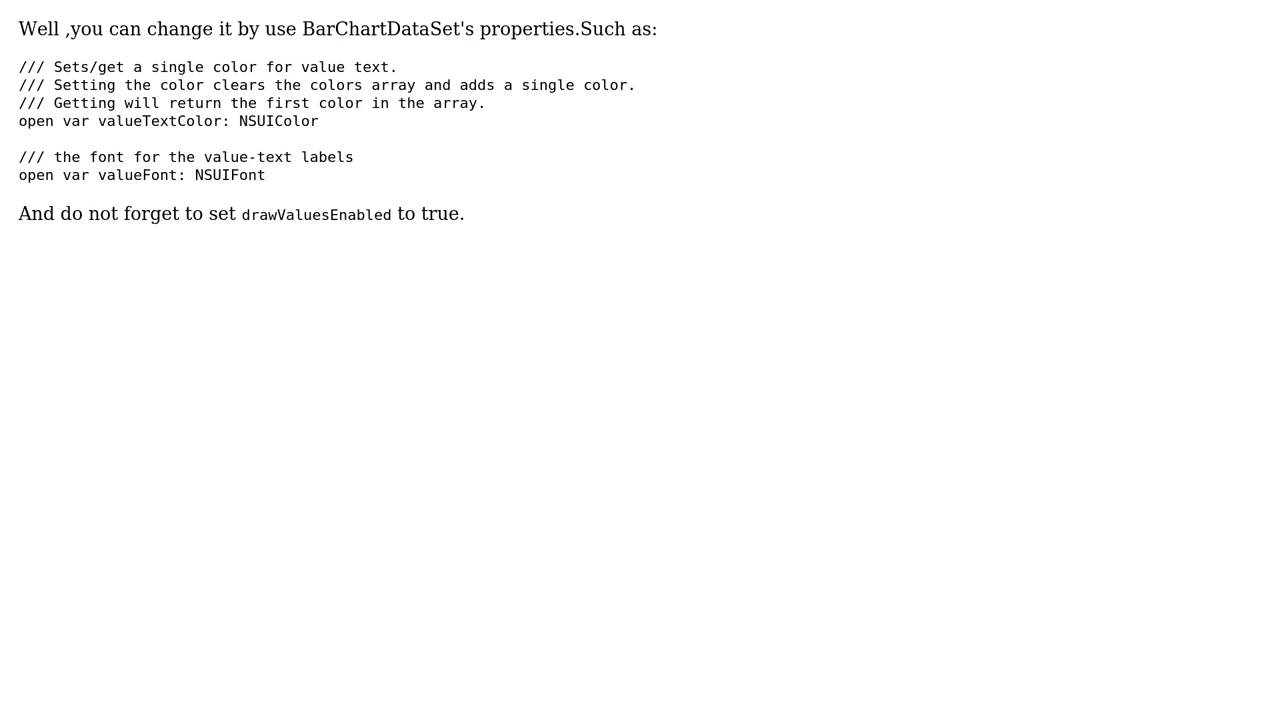 Well ,you can change it by use BarChartDataSet's properties.Such as:
/// Sets/get a single color for value text.
/// Setting the color clears the colors array and adds a single color.
/// Getting will return the first color in the array.
open var valueTextColor: NSUIColor
/// the font for the value-text labels
open var valueFont: NSUIFont
And do not forget to set drawValuesEnabled to true.